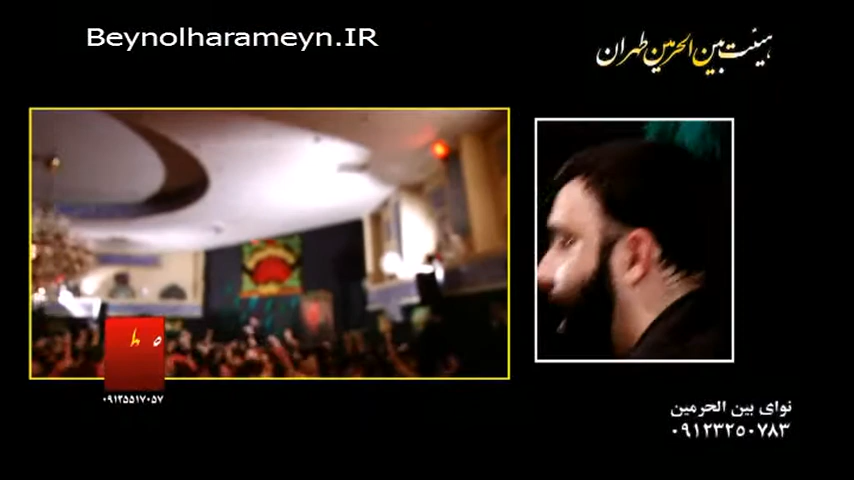 Beynolharameyn.IR
هیئت بین الحرمین طهران
۰۹۱۲۵۵۱۷۰۵۷
نوای بین الحرمین
۰۹۱۲۳۲۵۰۷۸۳